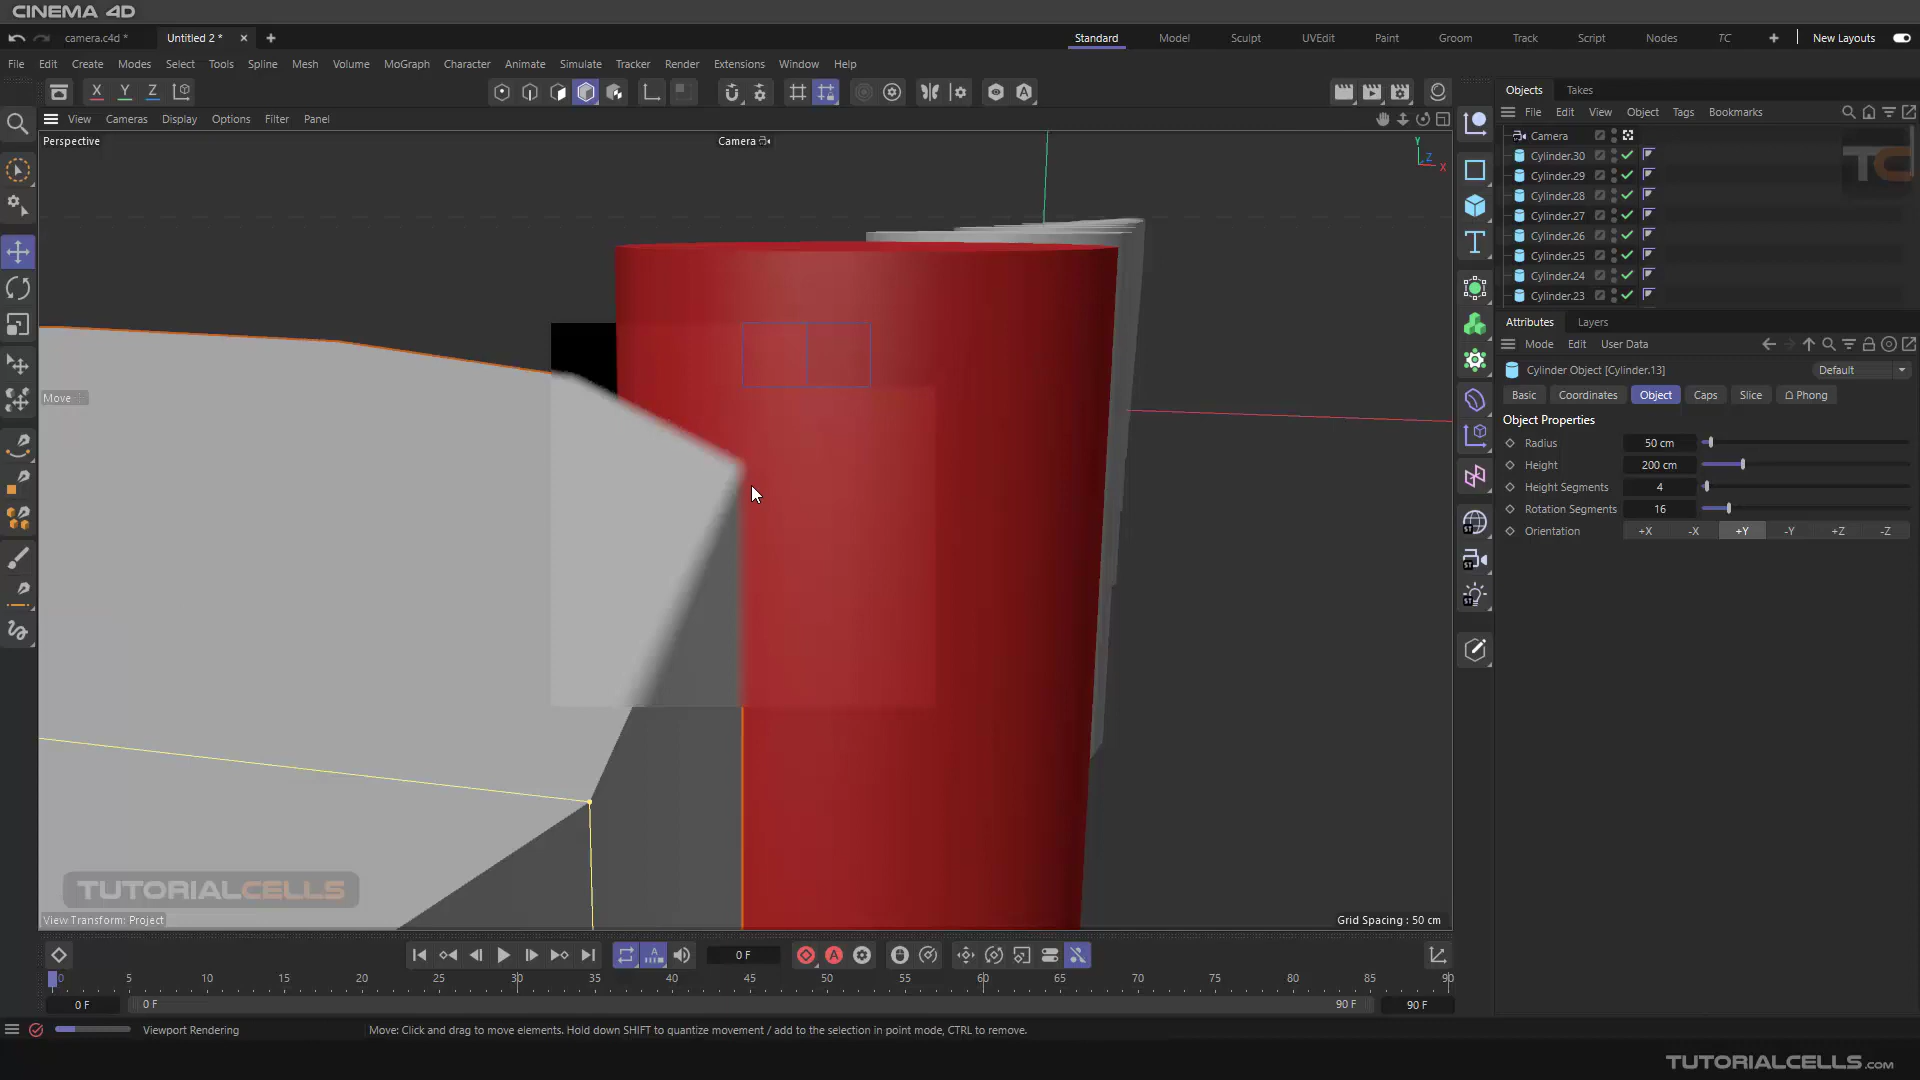 CINEMA 4D
camera.c4d *
Untitled 2 *
Standard
Model
Sculpt
UVEdit
Paint
Groom
Track
Script
Nodes
TC
New Layouts
File Edit Create Modes Select Tools Spline Mesh Volume MoGraph Character Animate Simulate Tracker Render Extensions Window Help
X Y Z
Objects Takes
View Cameras Display Options Filter Panel
File Edit View Object Tags Bookmarks
Perspective
Camera
Y
Z
X
Camera
Cylinder.30
Cylinder.29
Cylinder.28
Cylinder.27
Cylinder.26
Cylinder.25
Cylinder.24
Cylinder.23
TC
Attributes Layers
Mode Edit User Data
Cylinder Object [Cylinder.13]
Default
Basic Coordinates Object Caps Slice Phong
Object Properties
Radius 50 cm
Height 200 cm
Height Segments 4
Rotation Segments 16
Orientation +X -X +Y -Y +Z -Z
Move
ST
ST
ST
TUTORIALCELLS
View Transform: Project
Grid Spacing : 50 cm
0 F
0 5 10 15 20 25 30 35 40 45 50 55 60 65 70 75 80 85 90
0 F
0 F
90 F
90 F
Viewport Rendering
Move: Click and drag to move elements. Hold down SHIFT to quantize movement / add to the selection in point mode, CTRL to remove.
TUTORIALCELLS.com